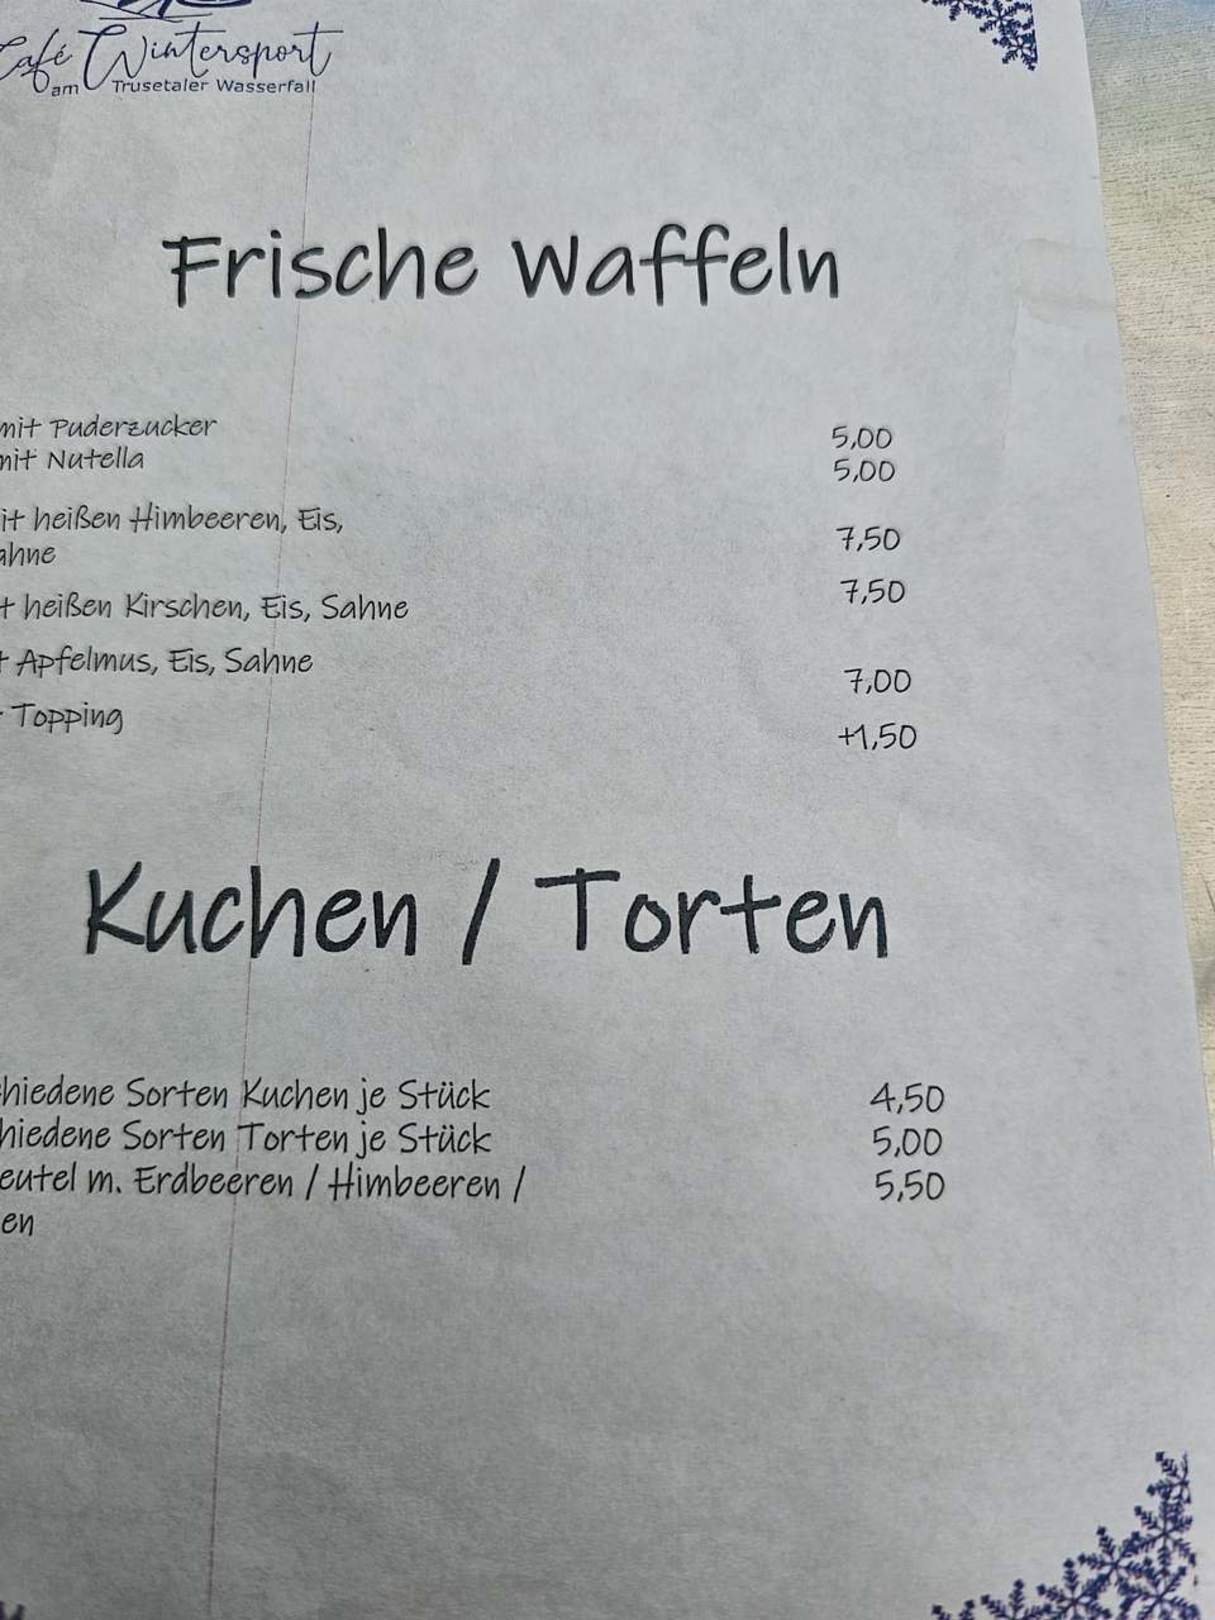 Café Wintersport
am Trusetaler Wasserfall
Frische Waffeln
mit Puderzucker 5,00
mit Nutella 5,00
it heißen Himbeeren, Eis, 7,50
ahne
t heißen Kirschen, Eis, Sahne 7,50
t Apfelmus, Eis, Sahne 7,00
Topping +1,50
Kuchen / Torten
chiedene Sorten Kuchen je Stück 4,50
hiedene Sorten Torten je Stück 5,00
eutel m. Erdbeeren / Himbeeren / 5,50
en